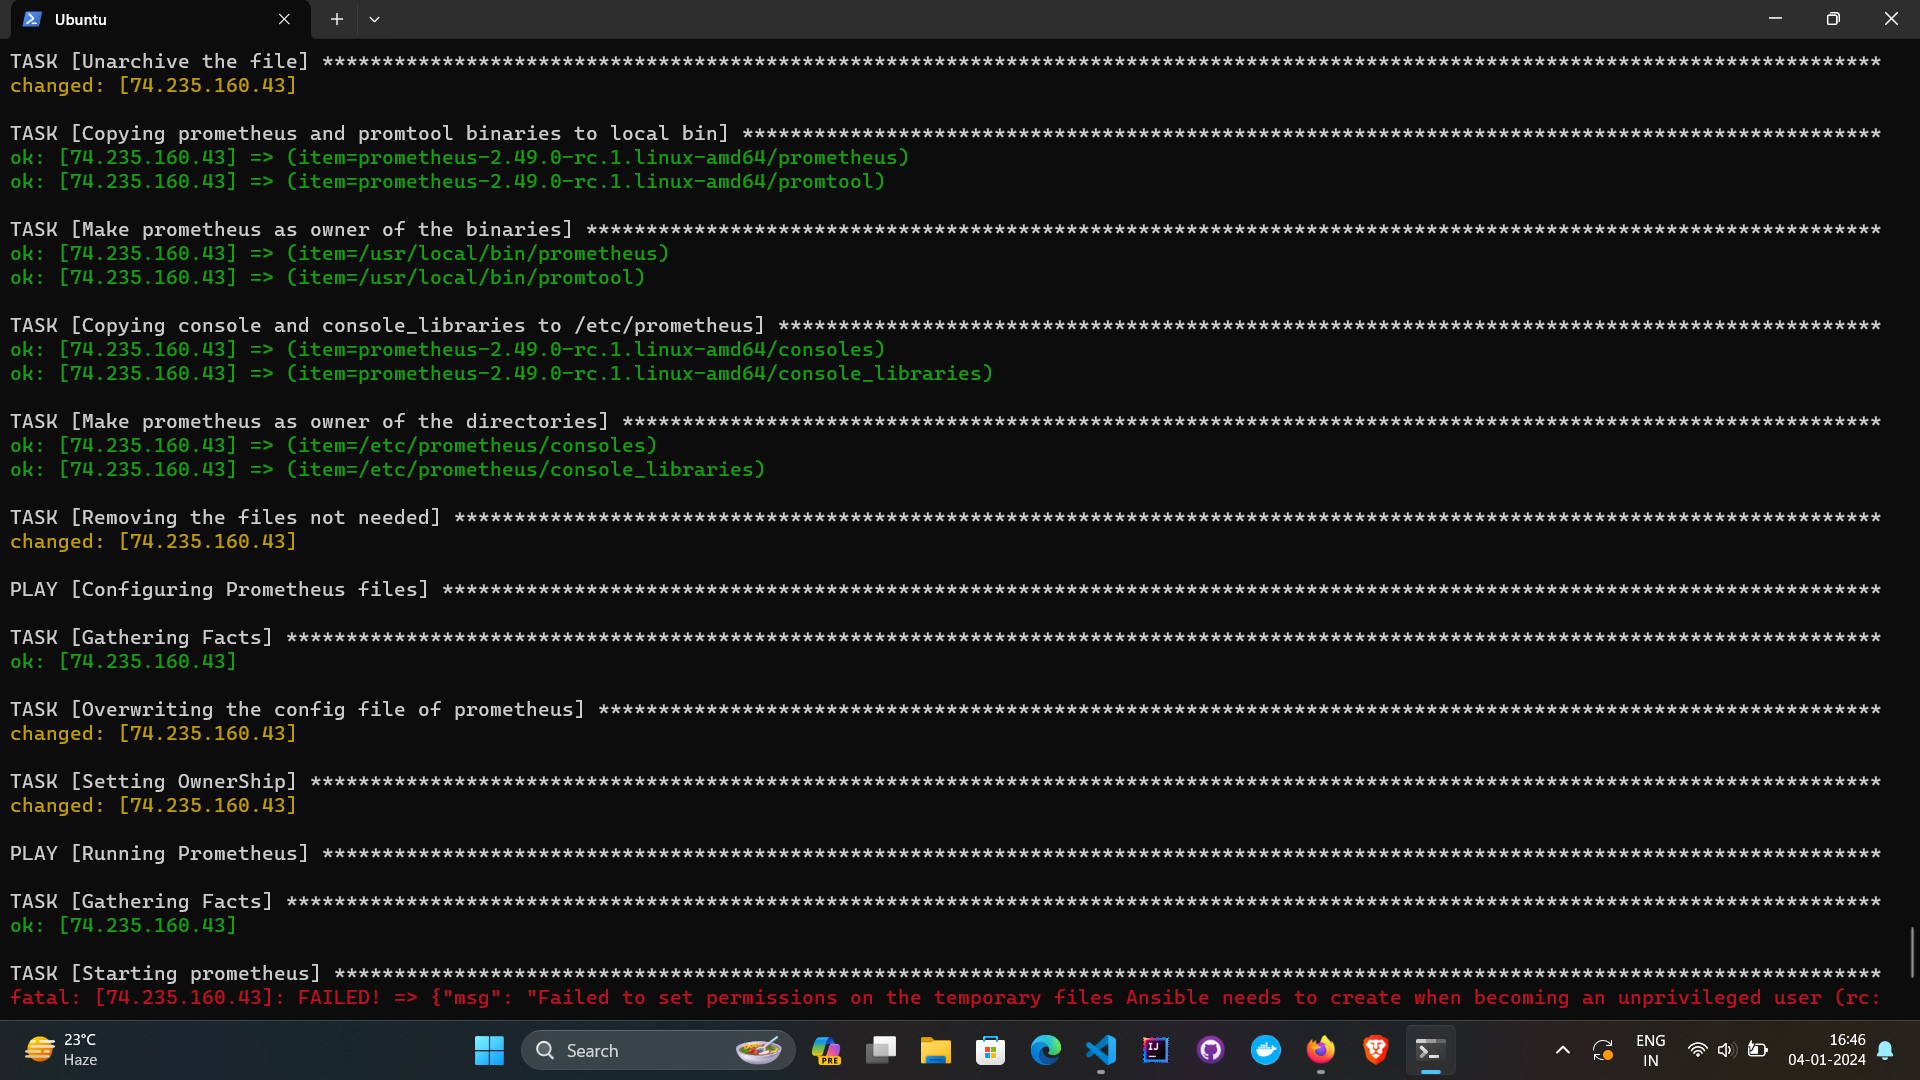 Ubuntu
TASK [Unarchive the file] **********************************************************************************************************************************
changed: [74.235.160.43]
TASK [Copying prometheus and promtool binaries to local bin] ***********************************************************************************************
ok: [74.235.160.43] => (item=prometheus-2.49.0-rc.1.linux-amd64/prometheus)
ok: [74.235.160.43] => (item=prometheus-2.49.0-rc.1.linux-amd64/promtool)
TASK [Make prometheus as owner of the binaries] ************************************************************************************************************
ok: [74.235.160.43] => (item=/usr/local/bin/prometheus)
ok: [74.235.160.43] => (item=/usr/local/bin/promtool)
TASK [Copying console and console_libraries to /etc/prometheus] ********************************************************************************************
ok: [74.235.160.43] => (item=prometheus-2.49.0-rc.1.linux-amd64/consoles)
ok: [74.235.160.43] => (item=prometheus-2.49.0-rc.1.linux-amd64/console_libraries)
TASK [Make prometheus as owner of the directories] *********************************************************************************************************
ok: [74.235.160.43] => (item=/etc/prometheus/consoles)
ok: [74.235.160.43] => (item=/etc/prometheus/console_libraries)
TASK [Removing the files not needed] ***********************************************************************************************************************
changed: [74.235.160.43]
PLAY [Configuring Prometheus files] ************************************************************************************************************************
TASK [Gathering Facts] *************************************************************************************************************************************
ok: [74.235.160.43]
TASK [Overwriting the config file of prometheus] ***********************************************************************************************************
changed: [74.235.160.43]
TASK [Setting OwnerShip] ***********************************************************************************************************************************
changed: [74.235.160.43]
PLAY [Running Prometheus] **********************************************************************************************************************************
TASK [Gathering Facts] *************************************************************************************************************************************
ok: [74.235.160.43]
TASK [Starting prometheus] *********************************************************************************************************************************
fatal: [74.235.160.43]: FAILED! => {"msg": "Failed to set permissions on the temporary files Ansible needs to create when becoming an unprivileged user (rc:
23°C
Haze
Search
PRE
IJ
ENG
IN
16:46
04-01-2024